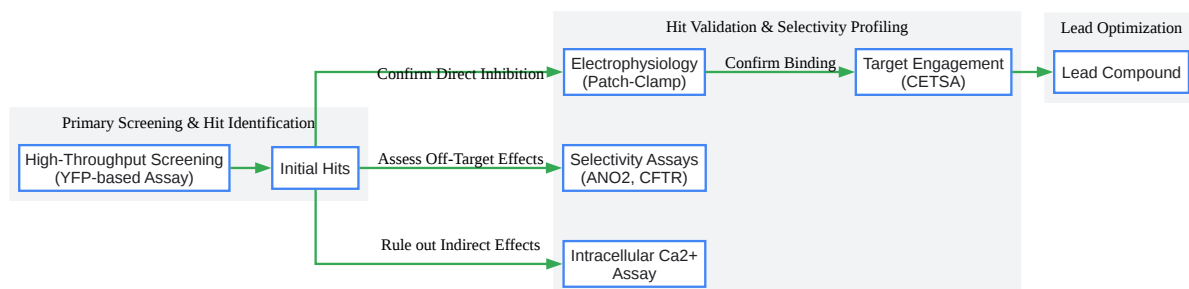 Hit Validation & Selectivity Profiling
Lead Optimization
Confirm Direct Inhibition
Electrophysiology
(Patch-Clamp)
Confirm Binding
Target Engagement
(CETSA)
Lead Compound
Primary Screening & Hit Identification
High-Throughput Screening
(YFP-based Assay)
Initial Hits
Assess Off-Target Effects
Selectivity Assays
(ANO2, CFTR)
Rule out Indirect Effects
Intracellular Ca2+
Assay